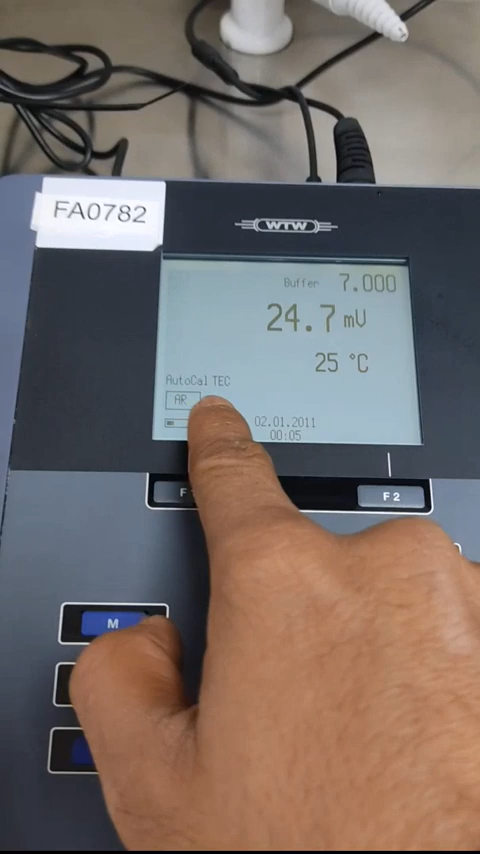 FA0782
WTW
Buffer 7.000
24.7 mV
25 °C
AutoCal TEC
AR
02.01.2011
00:05
F 2
M